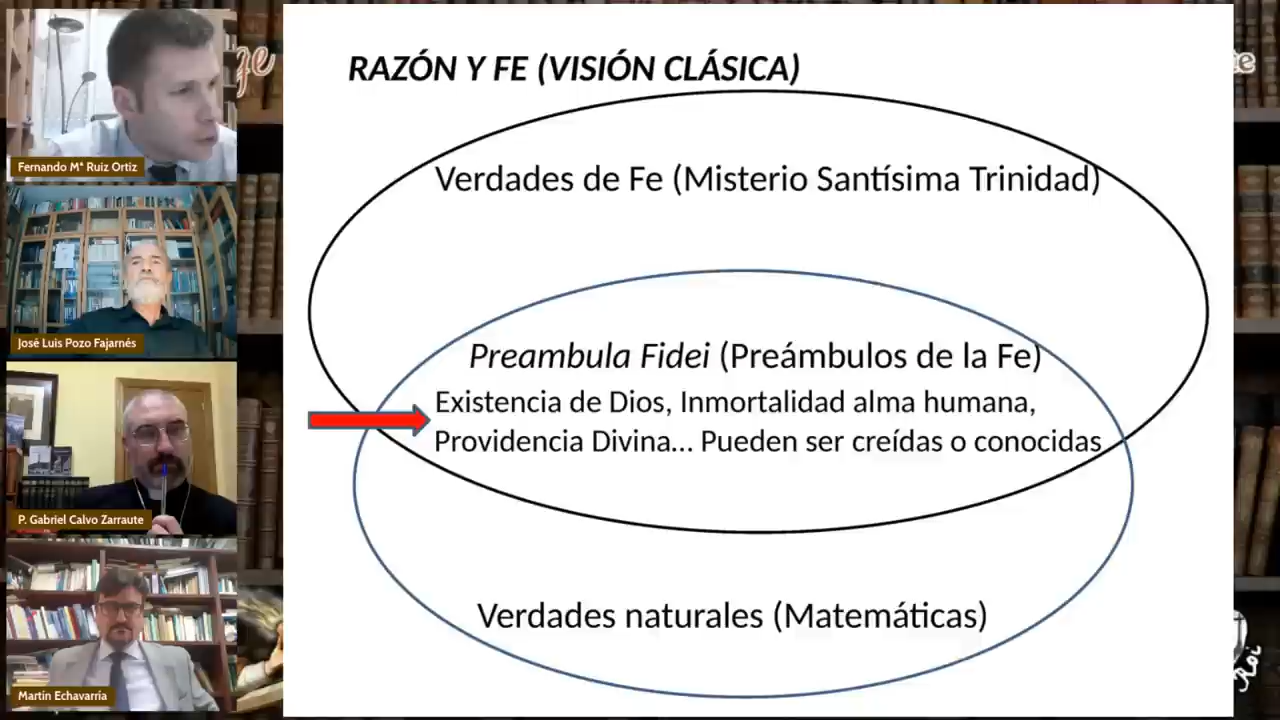 RAZÓN Y FE (VISIÓN CLÁSICA)
Verdades de Fe (Misterio Santísima Trinidad)
Preambula Fidei (Preámbulos de la Fe)
Existencia de Dios, Inmortalidad alma humana,
Providencia Divina... Pueden ser creídas o conocidas
Verdades naturales (Matemáticas)
Fernando Mª Ruiz Ortiz
José Luis Pozo Fajarnés
P. Gabriel Calvo Zarraute
Martín Echavarría
Roi